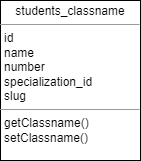 students_classname
id
name
number
specialization_id
slug
getClassname()
setClassname()